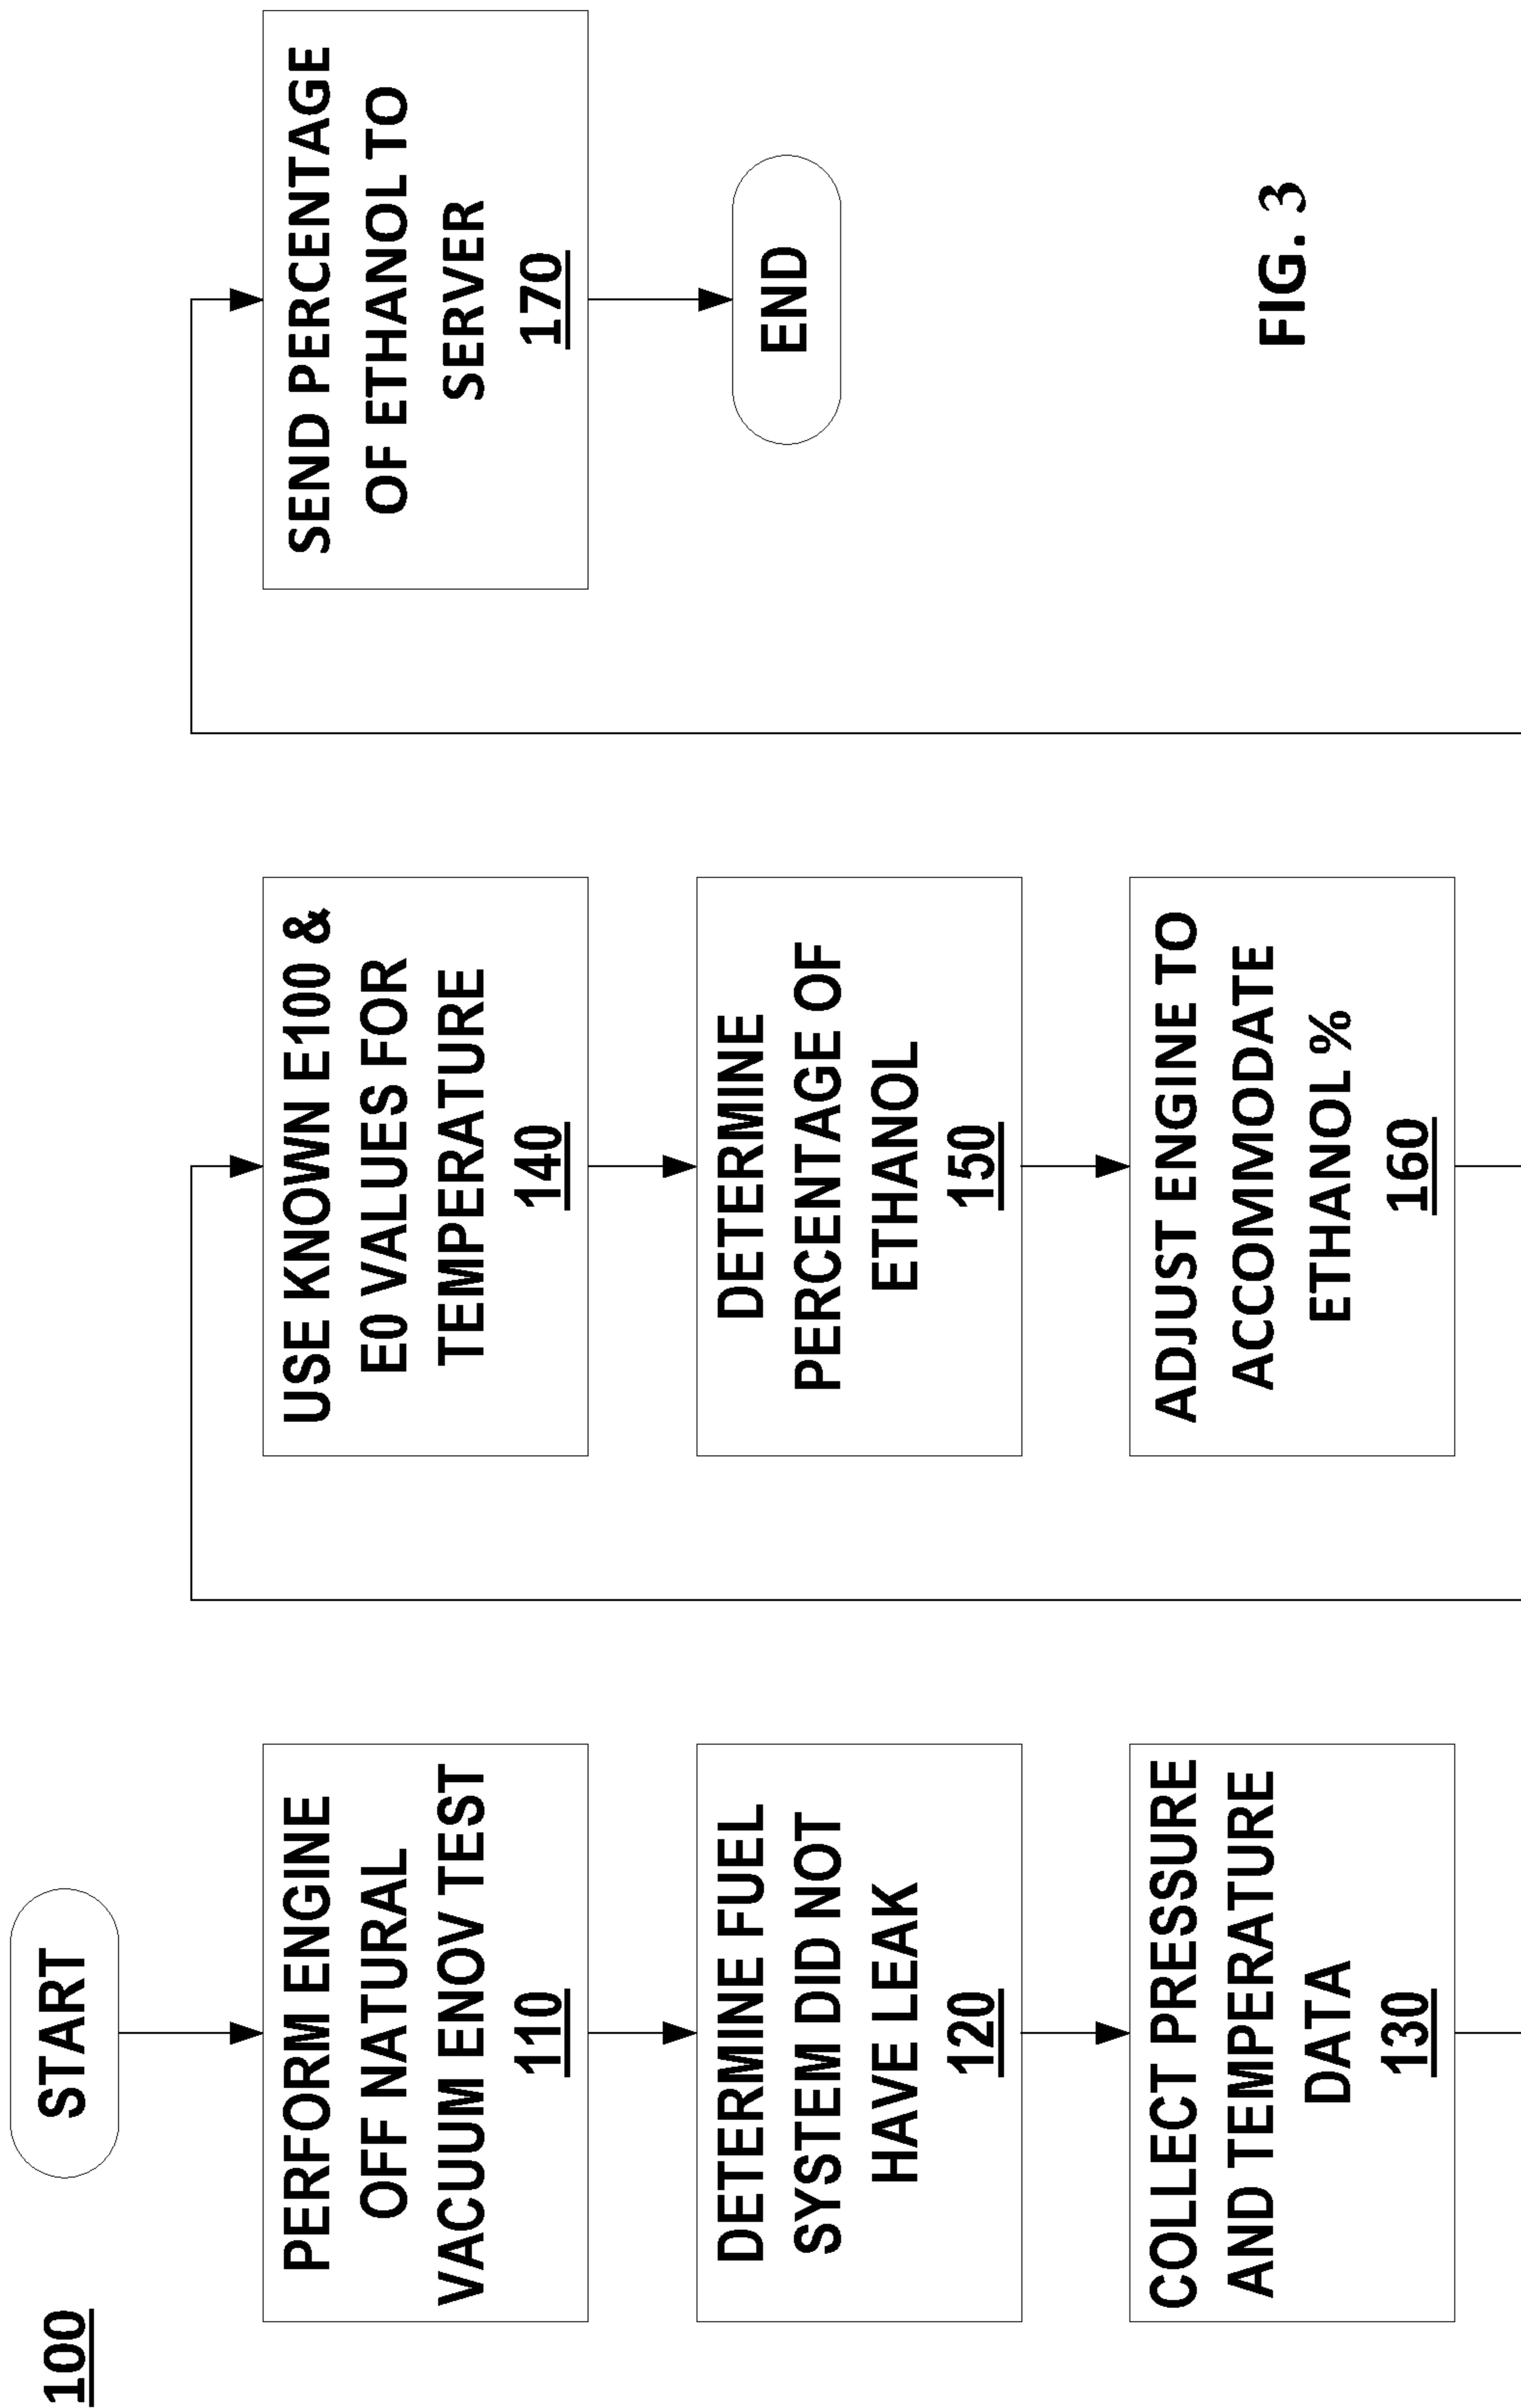 100
START
PERFORM ENGINE
OFF NATURAL
VACUUM ENOV TEST
110
DETERMINE FUEL
SYSTEM DID NOT
HAVE LEAK
120
COLLECT PRESSURE
AND TEMPERATURE
DATA
130
USE KNOWN E100 &
E0 VALUES FOR
TEMPERATURE
140
DETERMINE
PERCENTAGE OF
ETHANOL
150
ADJUST ENGINE TO
ACCOMMODATE
ETHANOL %
160
SEND PERCENTAGE
OF ETHANOL TO
SERVER
170
END
FIG. 3